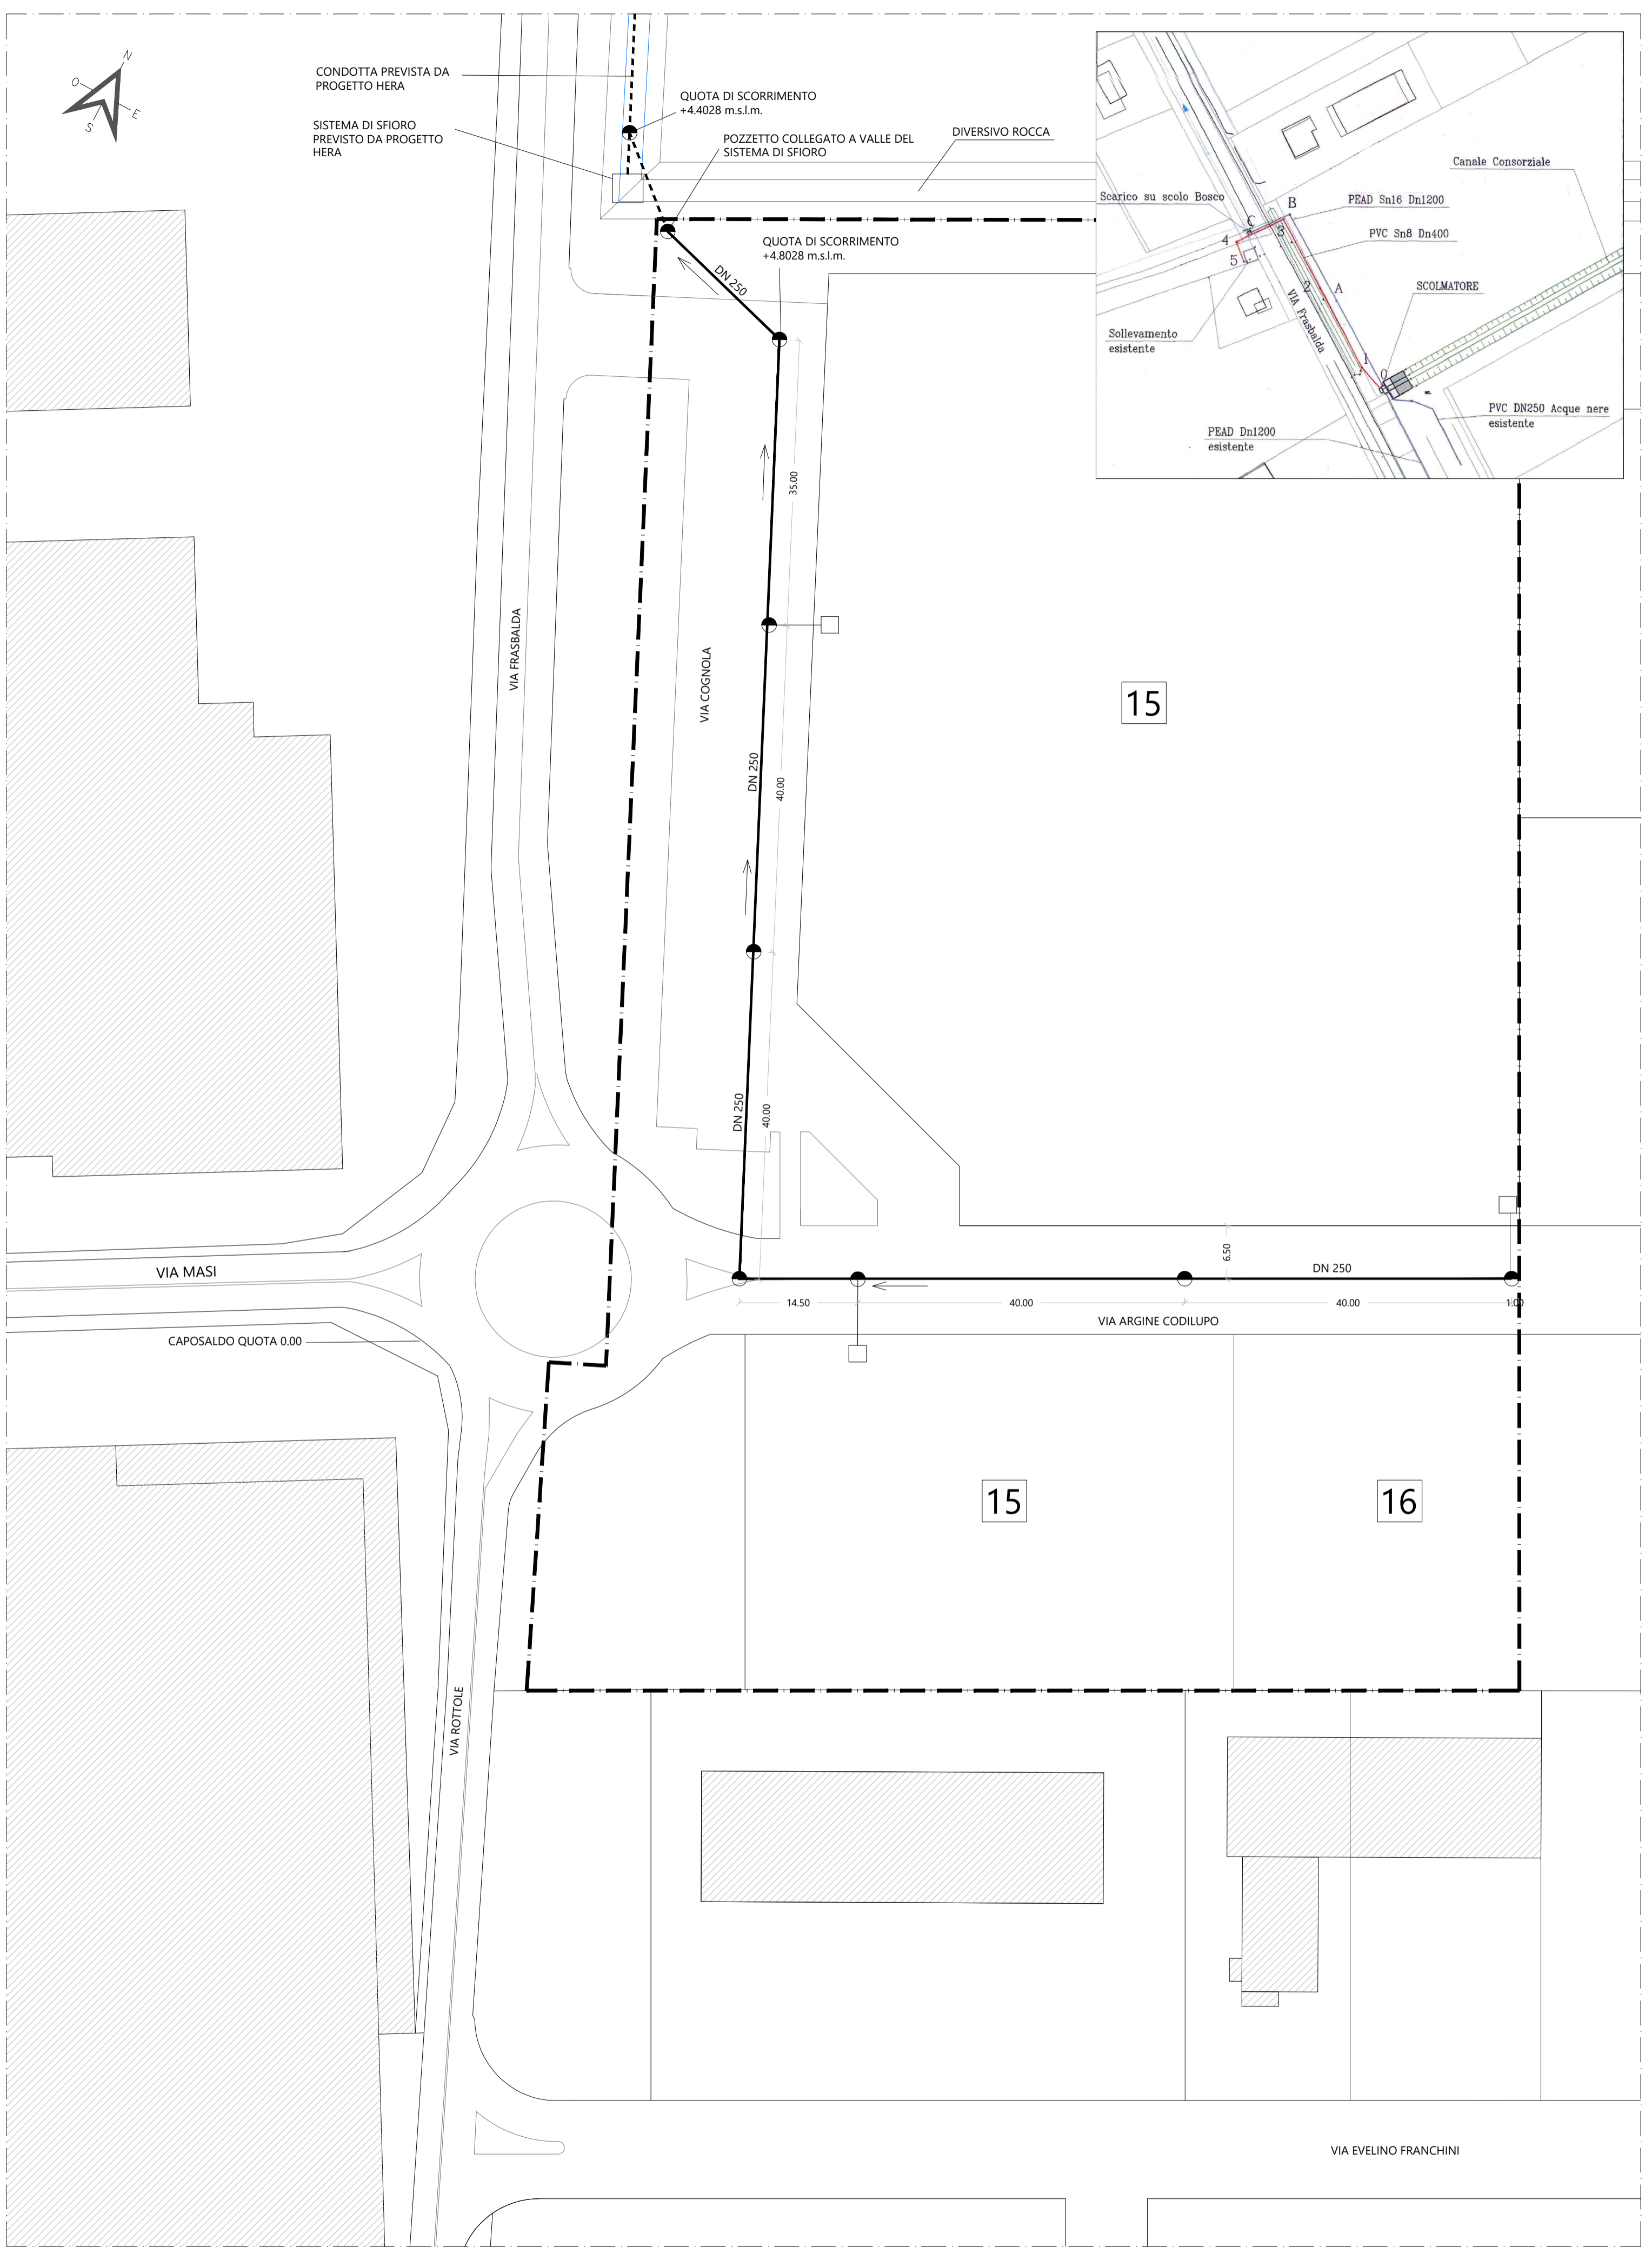 N
O
E
S
CONDOTTA PREVISTA DA
PROGETTO HERA
SISTEMA DI SFIORO
PREVISTO DA PROGETTO
HERA
QUOTA DI SCORRIMENTO
+4.4028 m.s.l.m.
POZZETTO COLLEGATO A VALLE DEL
SISTEMA DI SFIORO
DIVERSIVO ROCCA
QUOTA DI SCORRIMENTO
+4.8028 m.s.l.m.
DN 250
Canale Consorziale
Scarico su scolo Bosco
B
PEAD Sn16 Dn1200
C
3
4
PVC Sn8 Dn400
5
2
A
SCOLMATORE
VIA Frasbalda
Sollevamento
esistente
1
0
PVC DN250 Acque nere
esistente
PEAD Dn1200
esistente
35.00
VIA FRASBALDA
VIA COGNOLA
15
DN 250
40.00
DN 250
40.00
6.50
VIA MASI
DN 250
14.50
40.00
40.00
1.00
VIA ARGINE CODILUPO
CAPOSALDO QUOTA 0.00
15
16
VIA ROTTOLE
VIA EVELINO FRANCHINI